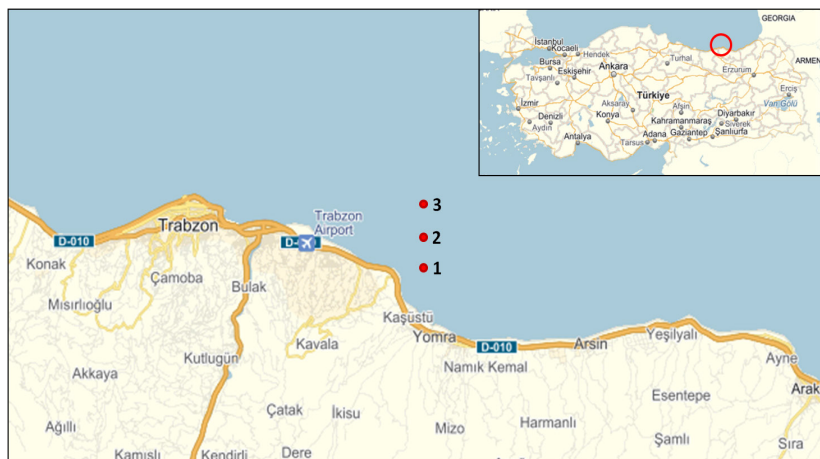 GEORGIA
İstanbul
Kocaeli
Hendek
Bursa
Tavşanlı
Eskişehir
Ankara
Turhal
Erzurum
ARMEN
Erciş
Van Gölü
Türkiye
İzmir
Denizli
Aydın
Aksaray
Konya
Afşin
Kahramanmaraş
Diyarbakır
Siverek
Gaziantep
Şanlıurfa
Adana
Tarsus
Antalya
3
2
1
Trabzon
Trabzon
Airport
D-010
Konak
Mısırlıoğlu
Çamoba
Bulak
Kaşüstü
Yomra
D-010
Arsin
Yeşilyalı
Ayne
Arak
Kavala
Kutlugün
Namık Kemal
Akkaya
Çatak
İkisu
Esentepe
Ağıllı
Mizo
Harmanlı
Şamlı
Sıra
Kamışlı
Kendirli
Dere